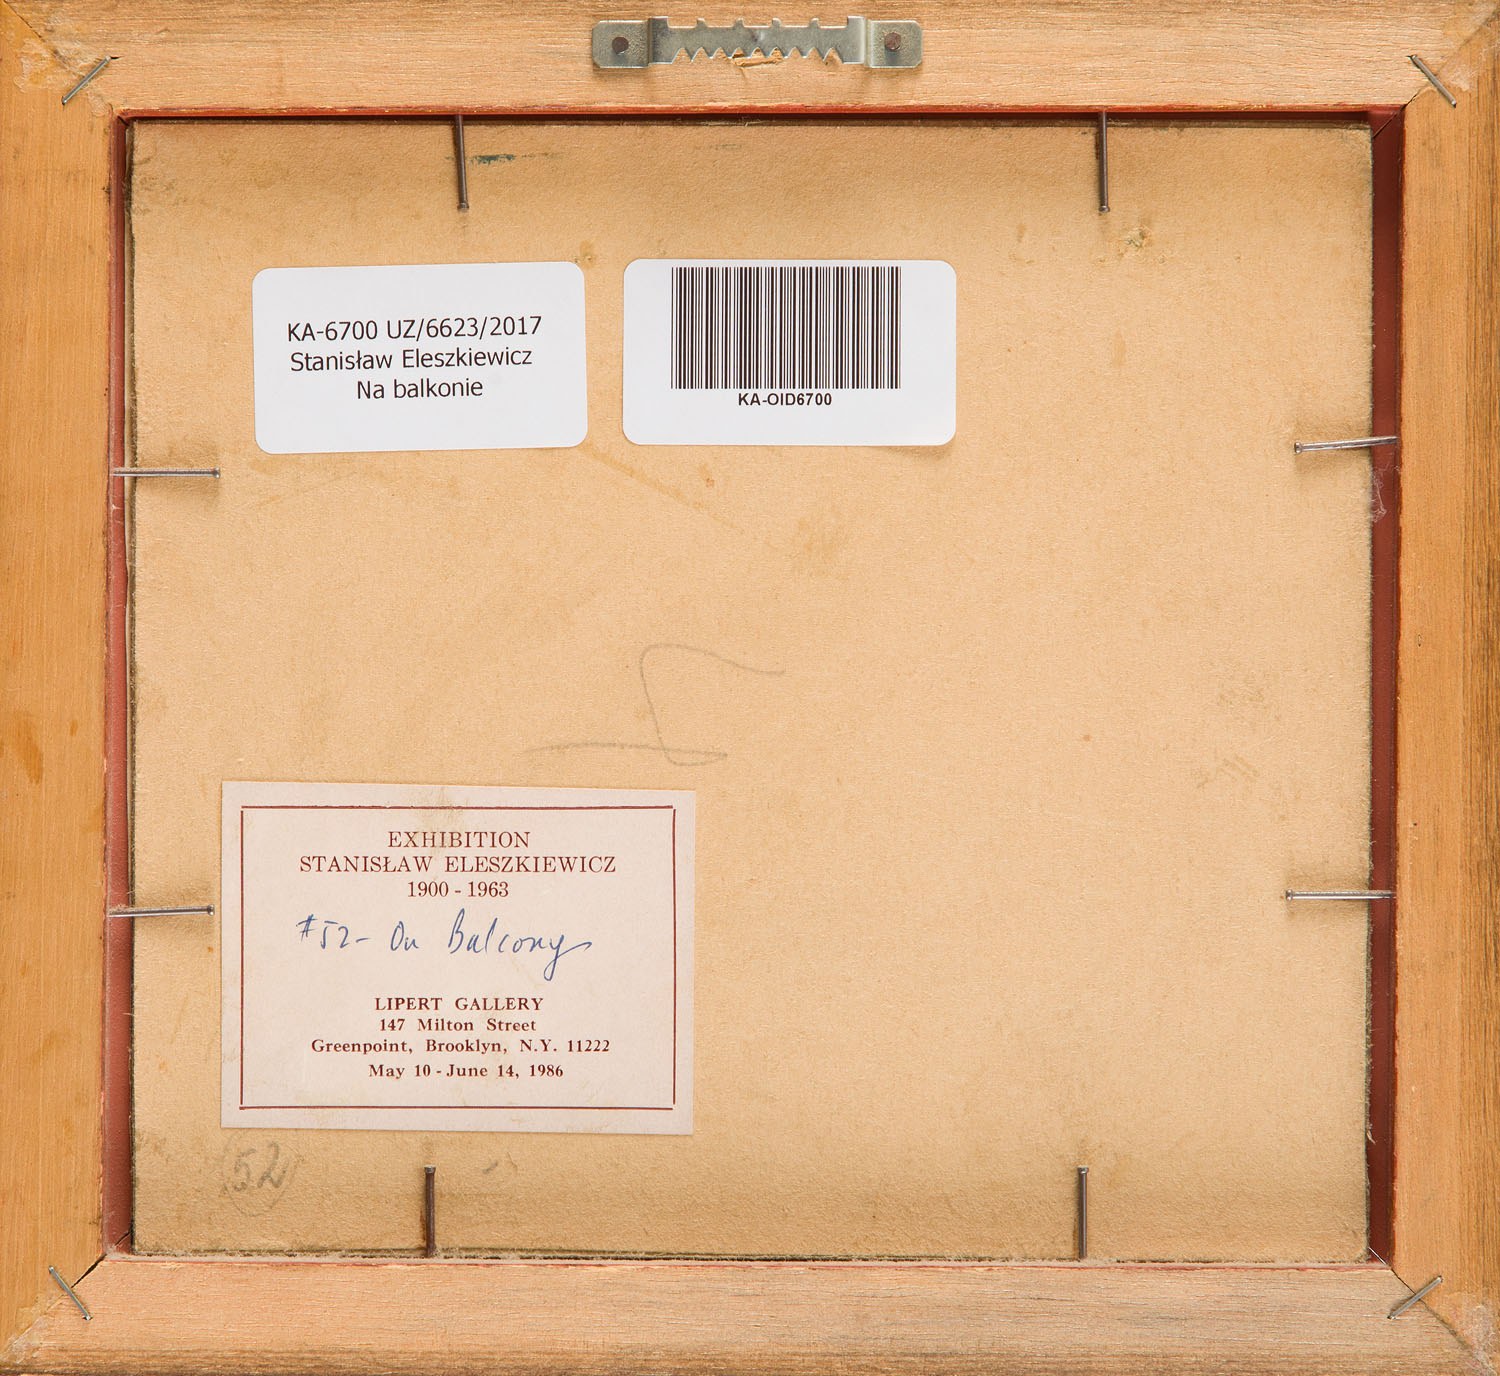 KA-6700 UZ/6623/2017
Stanisław Eleszkiewicz
Na balkonie
KA-OID6700
EXHIBITION
STANISŁAW ELESZKIEWICZ
1900 - 1963
#52- On Balcony
LIPERT GALLERY
147 Milton Street
Greenpoint, Brooklyn, N.Y. 11222
May 10 - June 14, 1986
52